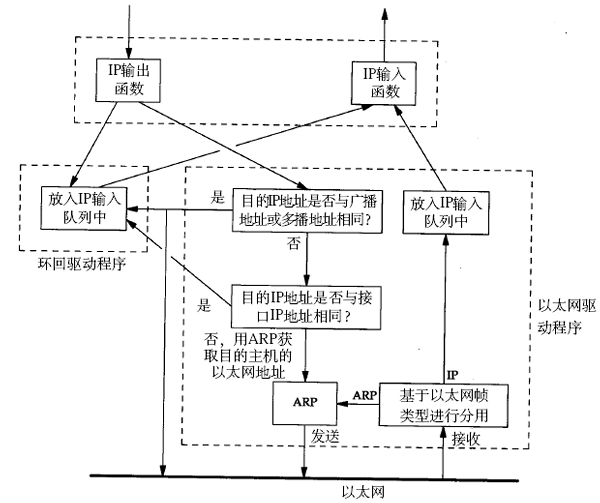 IP输出
函数
IP输入
函数
放入IP输入
队列中
环回驱动程序
是
目的IP地址是否与广播
地址或多播地址相同？
放入IP输入
队列中
否
是
目的IP地址是否与接
口IP地址相同？
以太网驱
动程序
否，用ARP获
取目的主机的
以太网地址
ARP
ARP
IP
基于以太网帧
类型进行分用
发送
接收
以太网